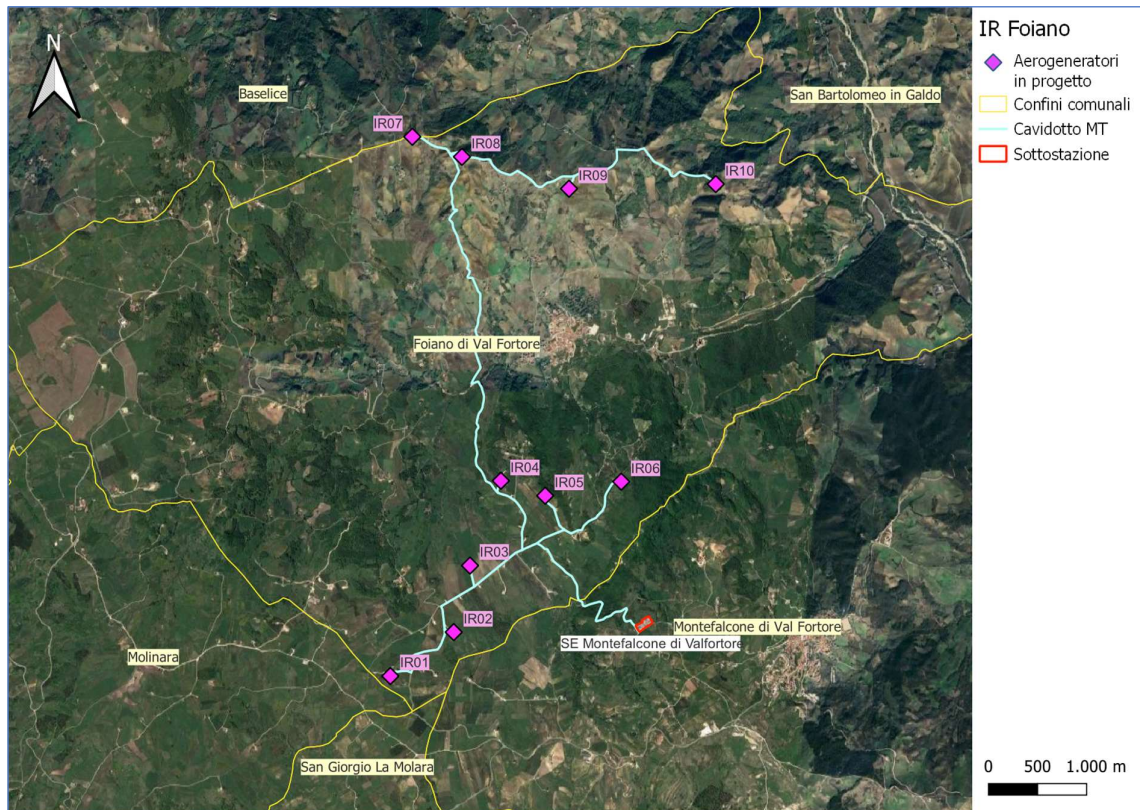 N
Baselice
San Bartolomeo in Galdo
IR07
IR08
IR09
IR10
Foiano di Val Fortore
IR04
IR05
IR06
IR03
IR02
IR01
Montefalcone di Val Fortore
SE Montefalcone di Valfortore
Molinara
San Giorgio La Molara
IR Foiano
Aerogeneratori
in progetto
Confini comunali
Cavidotto MT
Sottostazione
0 500 1.000 m